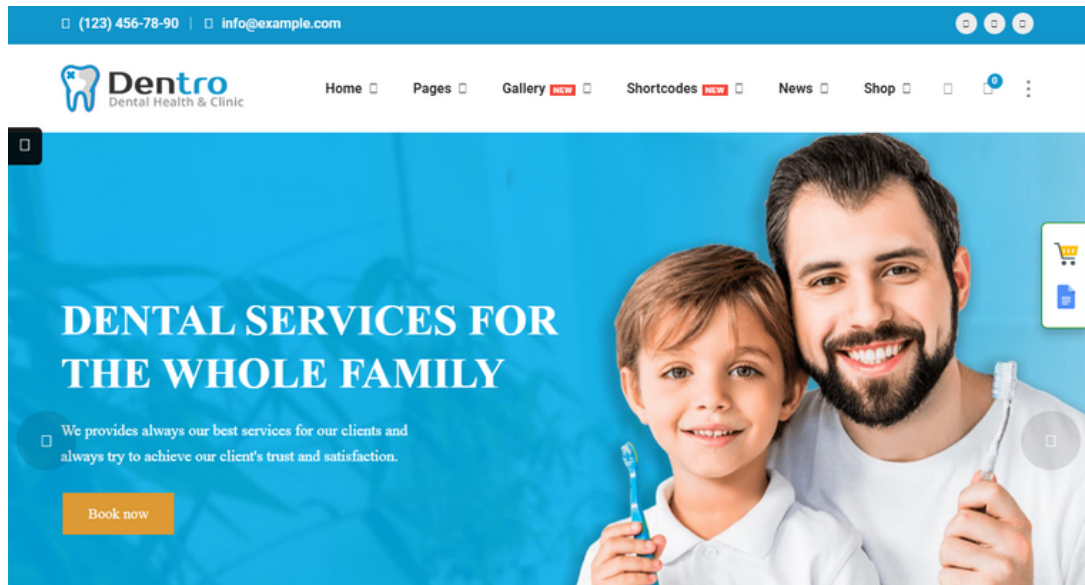 (123) 456-78-90 | info@example.com
Dentro
Dental Health & Clinic
Home Pages Gallery NEW Shortcodes NEW News Shop 0
DENTAL SERVICES FOR
THE WHOLE FAMILY
We provides always our best services for our clients and
always try to achieve our client's trust and satisfaction.
Book now